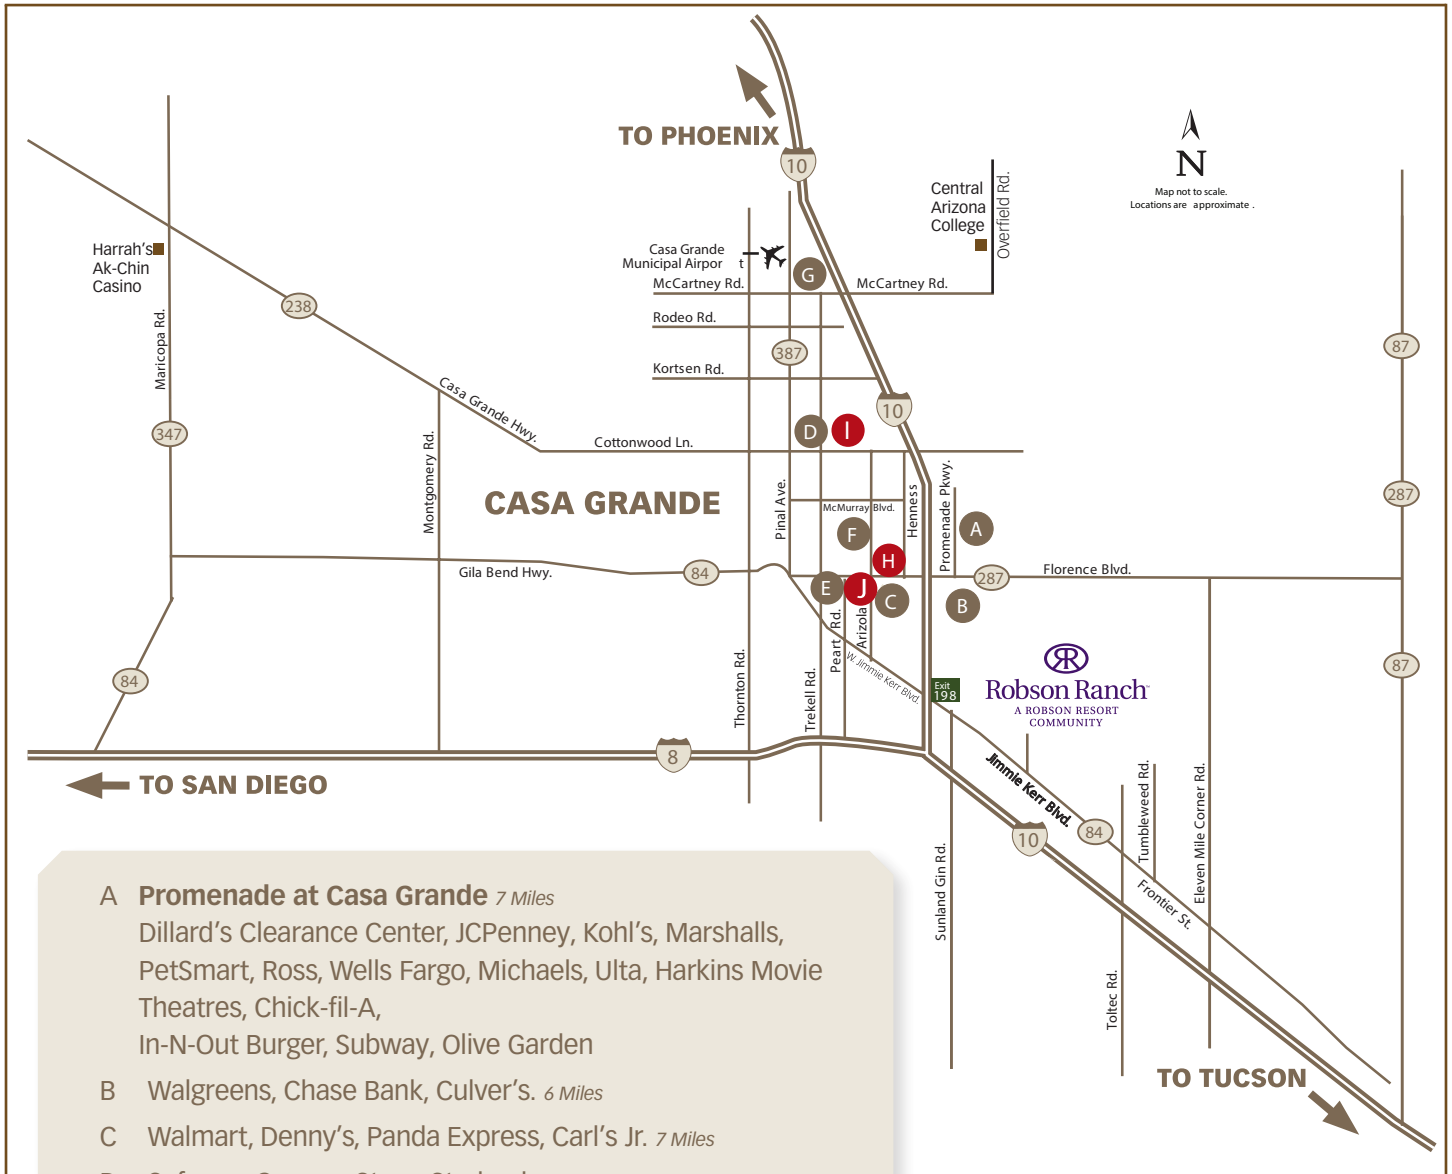 TO PHOENIX
10
N
Map not to scale.
Locations are approximate .
Central
Arizona
College
Overfield Rd.
Harrah's
Ak-Chin
Casino
Casa Grande
Municipal Airpor t
G
McCartney Rd.
McCartney Rd.
238
Maricopa Rd.
Rodeo Rd.
387
87
Kortsen Rd.
Casa Grande Hwy.
10
347
D
I
Cottonwood Ln.
Montgomery Rd.
CASA GRANDE
Pinal Ave.
McMurray Blvd.
Henness
Promenade Pkwy.
287
F
A
H
Gila Bend Hwy.
84
287
Florence Blvd.
E
J
C
B
Peart Rd.
Arizola
W. Jimmie Kerr Blvd.
84
Thornton Rd.
Trekell Rd.
Exit
198
RR
Robson Ranch
A ROBSON RESORT
COMMUNITY
87
8
TO SAN DIEGO
Jimmie Kerr Blvd.
10
84
Sunland Gin Rd.
Tumbleweed Rd.
Eleven Mile Corner Rd.
Frontier St.
Toltec Rd.
TO TUCSON
A Promenade at Casa Grande 7 Miles
Dillard's Clearance Center, JCPenney, Kohl's, Marshalls,
PetSmart, Ross, Wells Fargo, Michaels, Ulta, Harkins Movie
Theatres, Chick-fil-A,
In-N-Out Burger, Subway, Olive Garden
B Walgreens, Chase Bank, Culver's. 6 Miles
C Walmart, Denny's, Panda Express, Carl's Jr. 7 Miles